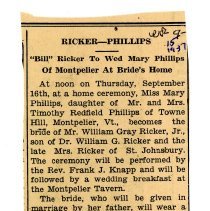 15
1937
RICKER—PHILLIPS
"Bill" Ricker To Wed Mary Phillips
Of Montpelier At Bride's Home
At noon on Thursday, September
16th, at a home ceremony, Miss Mary
Phillips, daughter of Mr. and Mrs.
Timothy Redfield Phillips of Towne
Hill, Montpelier, Vt., becomes the
bride of Mr. William Gray Ricker, Jr.,
son of Dr. William G. Ricker and the
late Mrs. Ricker of St. Johnsbury.
The ceremony will be performed by
the Rev. Frank J. Knapp and will be
followed by a wedding breakfast at
the Montpelier Tavern.
The bride, who will be given in
marriage by her father, will wear a